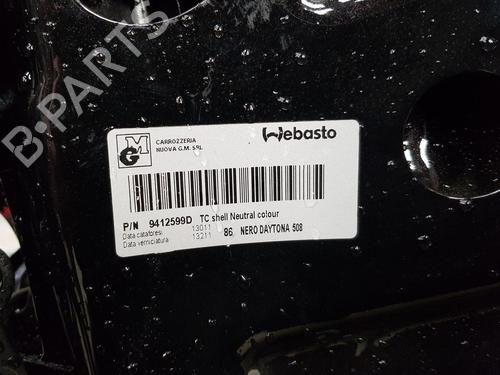 B-PARTS
MG
CARROZZERIA
NUOVA G.M. SRL
Webasto
P/N 9412599D TC shell Neutral colour
Data cataforesi 13011
Data verniciatura 13211 86 NERO DAYTONA 508